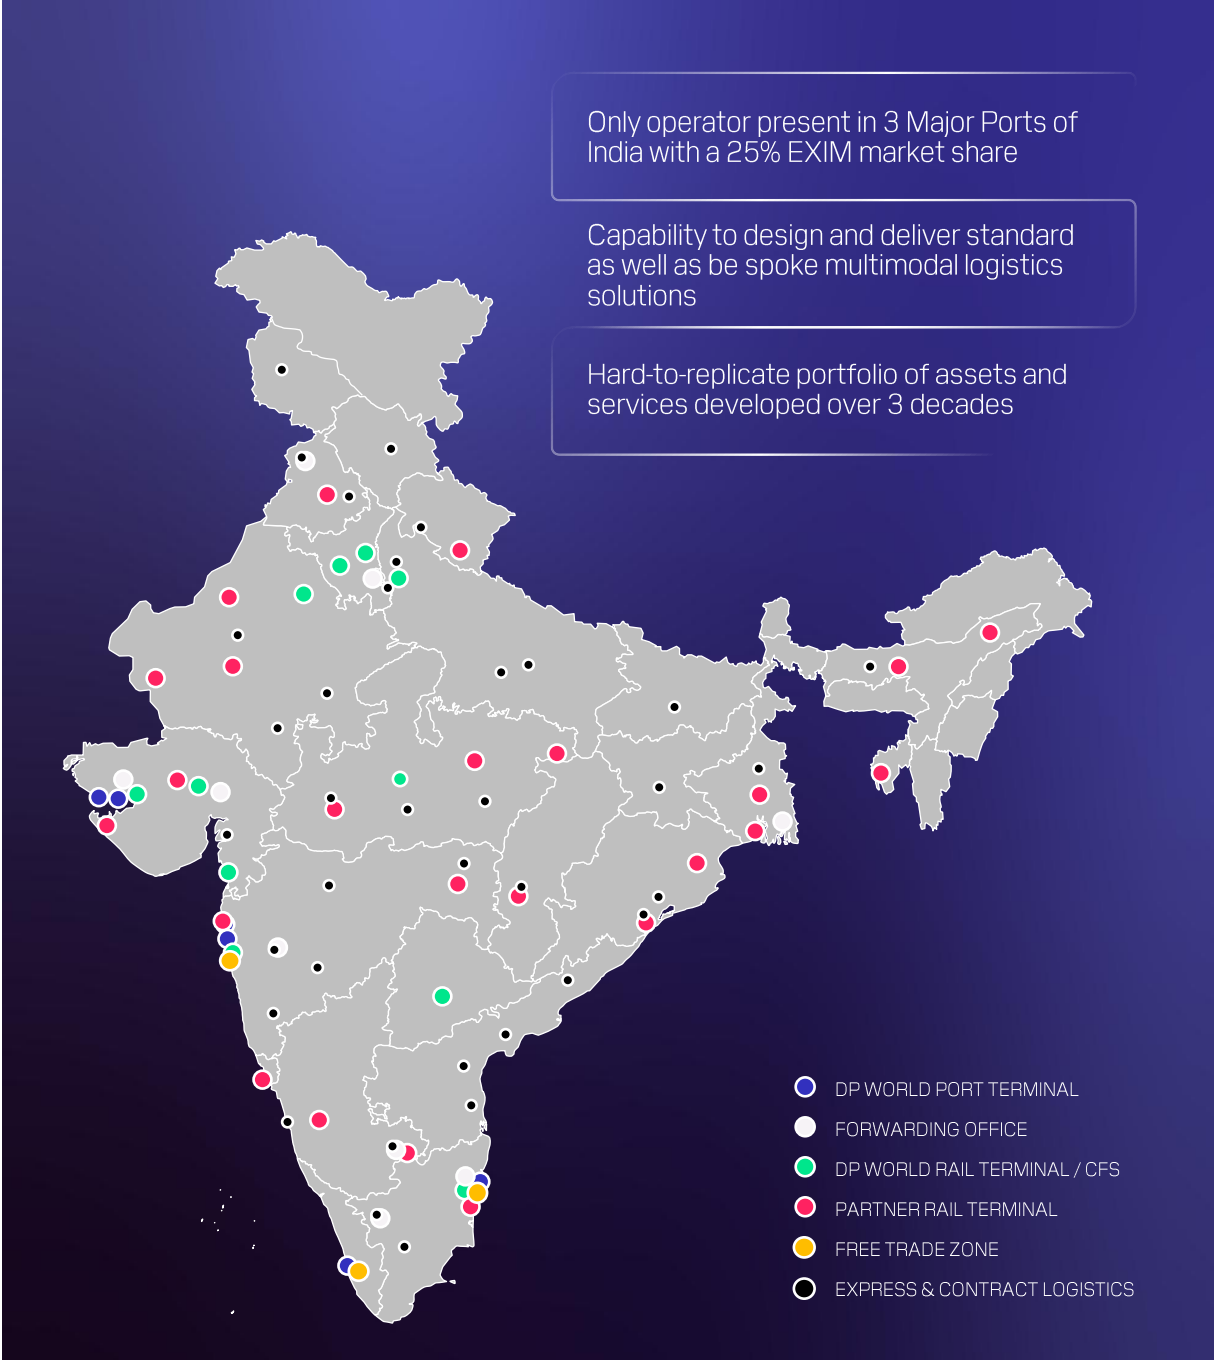 Only operator present in 3 Major Ports of
India with a 25% EXIM market share
Capability to design and deliver standard
as well as be spoke multimodal logistics
solutions
Hard-to-replicate portfolio of assets and
services developed over 3 decades
DP WORLD PORT TERMINAL
FORWARDING OFFICE
DP WORLD RAIL TERMINAL / CFS
PARTNER RAIL TERMINAL
FREE TRADE ZONE
EXPRESS & CONTRACT LOGISTICS